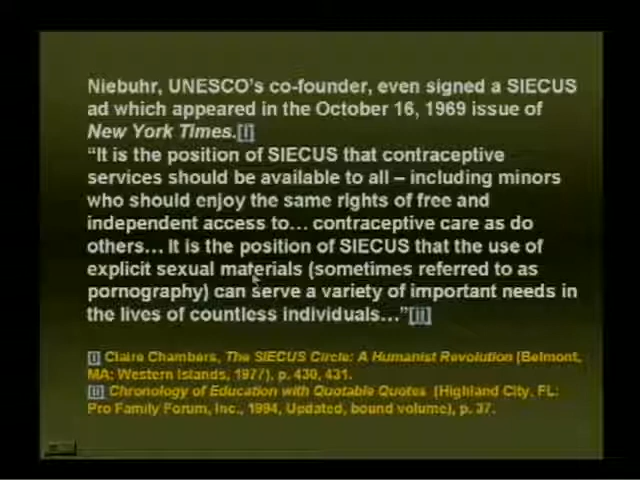 Niebuhr, UNESCO's co-founder, even signed a SIECUS
ad which appeared in the October 16, 1969 issue of
New York Times.[i]
"It is the position of SIECUS that contraceptive
services should be available to all – including minors
who should enjoy the same rights of free and
independent access to… contraceptive care as do
others… It is the position of SIECUS that the use of
explicit sexual materials (sometimes referred to as
pornography) can serve a variety of important needs in
the lives of countless individuals…"[ii]
[i] Claire Chambers, The SIECUS Circle: A Humanist Revolution (Belmont,
MA: Western Islands, 1977), p. 430, 431.
[ii] Chronology of Education with Quotable Quotes (Highland City, FL:
Pro Family Forum, Inc., 1994, Updated, bound volume), p. 37.